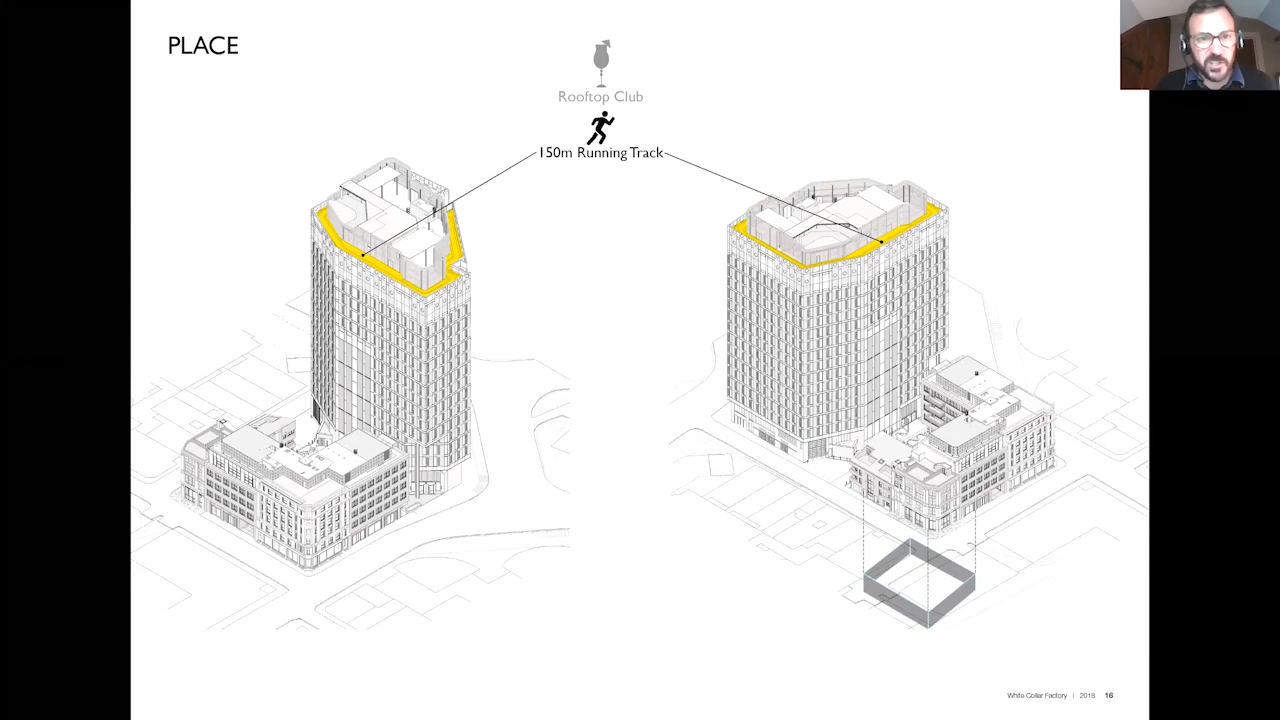 PLACE
Rooftop Club
150m Running Track
White Collar Factory | 2018 16